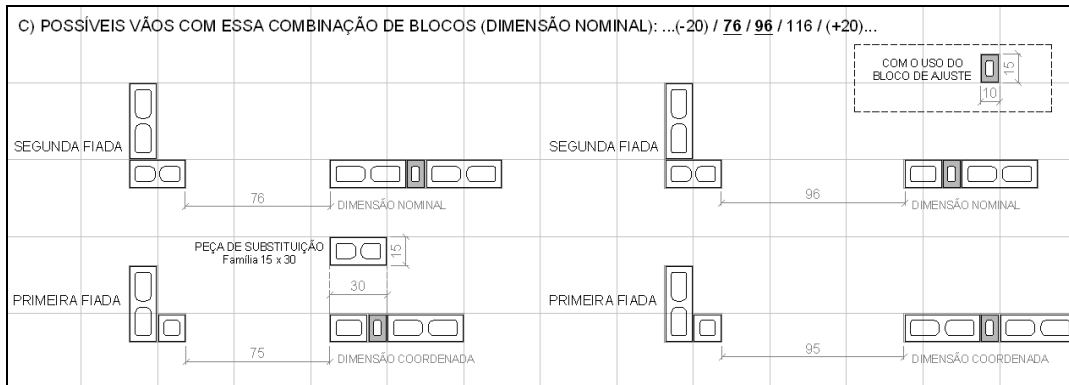 C) POSSÍVEIS VÃOS COM ESSA COMBINAÇÃO DE BLOCOS (DIMENSÃO NOMINAL): ...(-20) / 76 / 96 / 116 / (+20)...
COM O USO DO
BLOCO DE AJUSTE
15
10
SEGUNDA FIADA
76
DIMENSÃO NOMINAL
SEGUNDA FIADA
96
DIMENSÃO NOMINAL
PEÇA DE SUBSTITUIÇÃO
Família 15 x 30
15
30
PRIMEIRA FIADA
75
DIMENSÃO COORDENADA
PRIMEIRA FIADA
95
DIMENSÃO COORDENADA